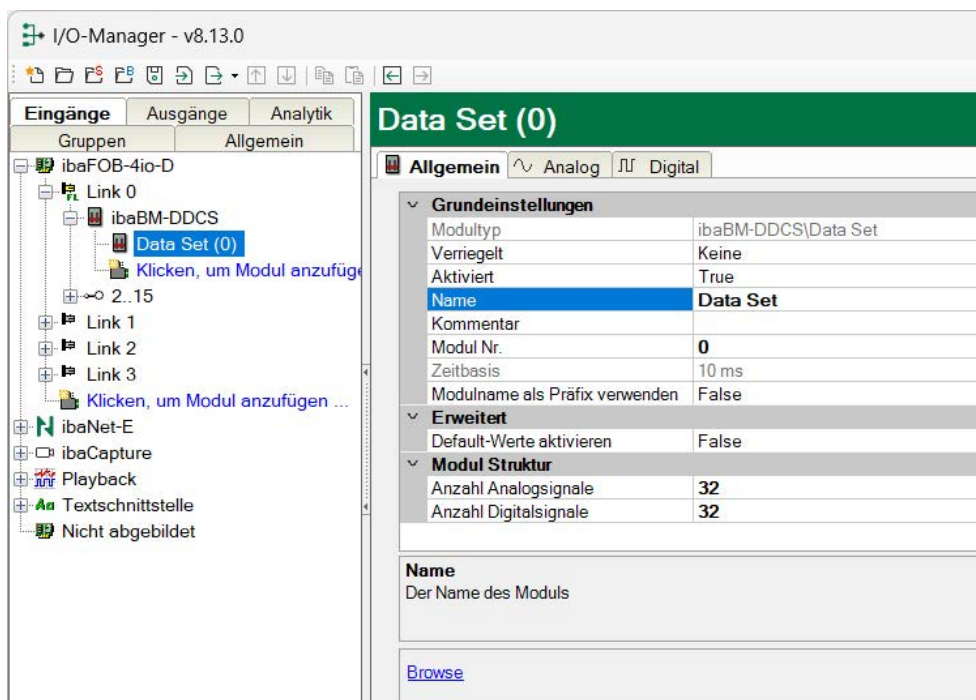 I/O-Manager - v8.13.0
Eingänge Ausgänge Analytik
Gruppen Allgemein
ibaFOB-4io-D
Link 0
ibaBM-DDCS
Data Set (0)
Klicken, um Modul anzufüge
2..15
Link 1
Link 2
Link 3
Klicken, um Modul anzufügen ...
ibaNet-E
ibaCapture
Playback
Textschnittstelle
Nicht abgebildet
Data Set (0)
Allgemein Analog Digital
Grundeinstellungen
Modultyp ibaBM-DDCS\Data Set
Verriegelt Keine
Aktiviert True
Name Data Set
Kommentar
Modul Nr. 0
Zeitbasis 10 ms
Modulname als Präfix verwenden False
Erweitert
Default-Werte aktivieren False
Modul Struktur
Anzahl Analogsignale 32
Anzahl Digitalsignale 32
Name
Der Name des Moduls
Browse